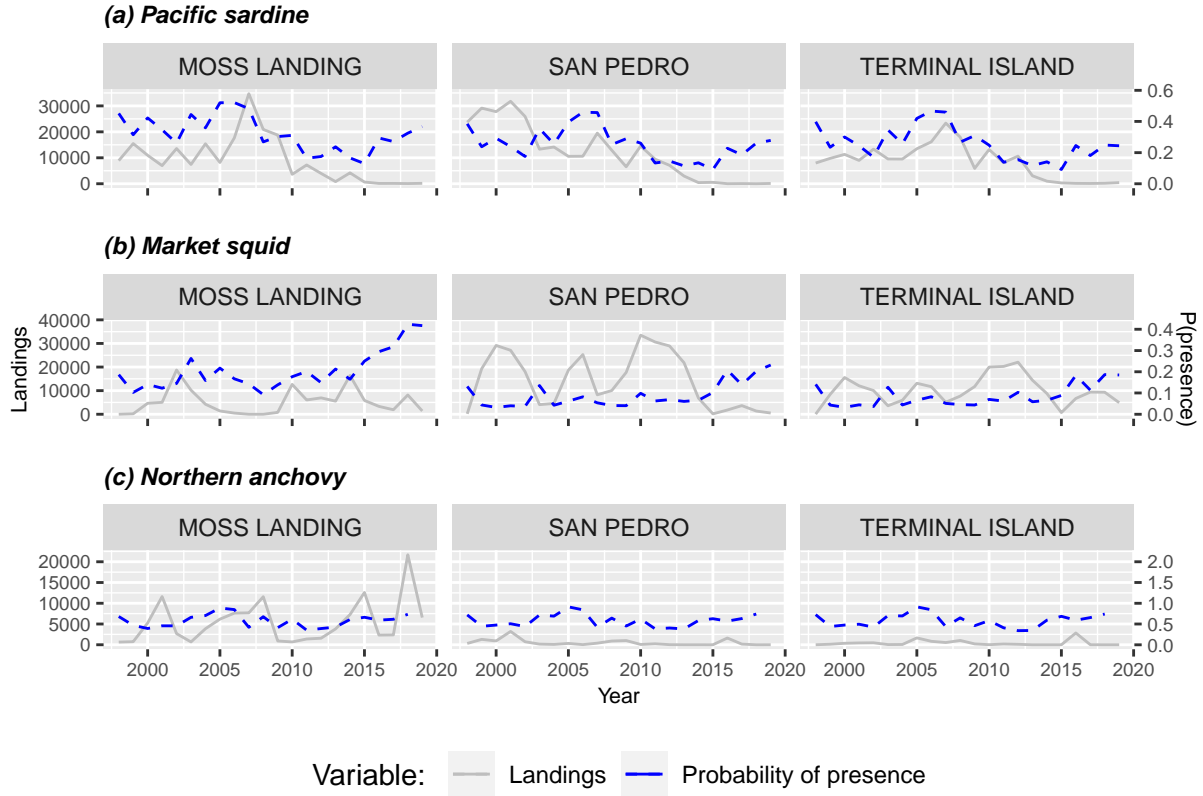 (a) Pacific sardine
MOSS LANDING SAN PEDRO TERMINAL ISLAND
30000
20000
10000
0
0.6
0.4
0.2
0.0
(b) Market squid
MOSS LANDING SAN PEDRO TERMINAL ISLAND
40000
30000
20000
10000
0
0.4
0.3
0.2
0.1
0.0
Landings
P(presence)
(c) Northern anchovy
MOSS LANDING SAN PEDRO TERMINAL ISLAND
20000
15000
10000
5000
0
2.0
1.5
1.0
0.5
0.0
2000 2005 2010 2015 2020 2000 2005 2010 2015 2020 2000 2005 2010 2015 2020
Year
Variable: Landings Probability of presence